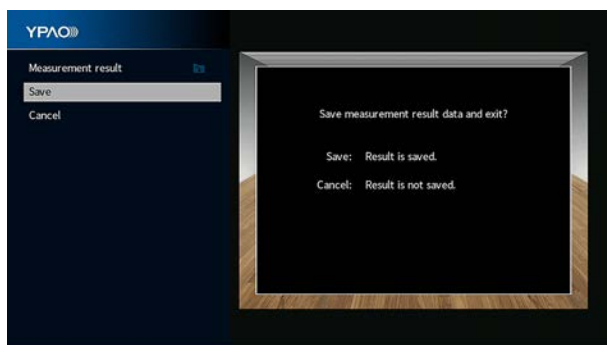 YPAO
Measurement result
Save
Cancel
Save measurement result data and exit?
Save: Result is saved.
Cancel: Result is not saved.